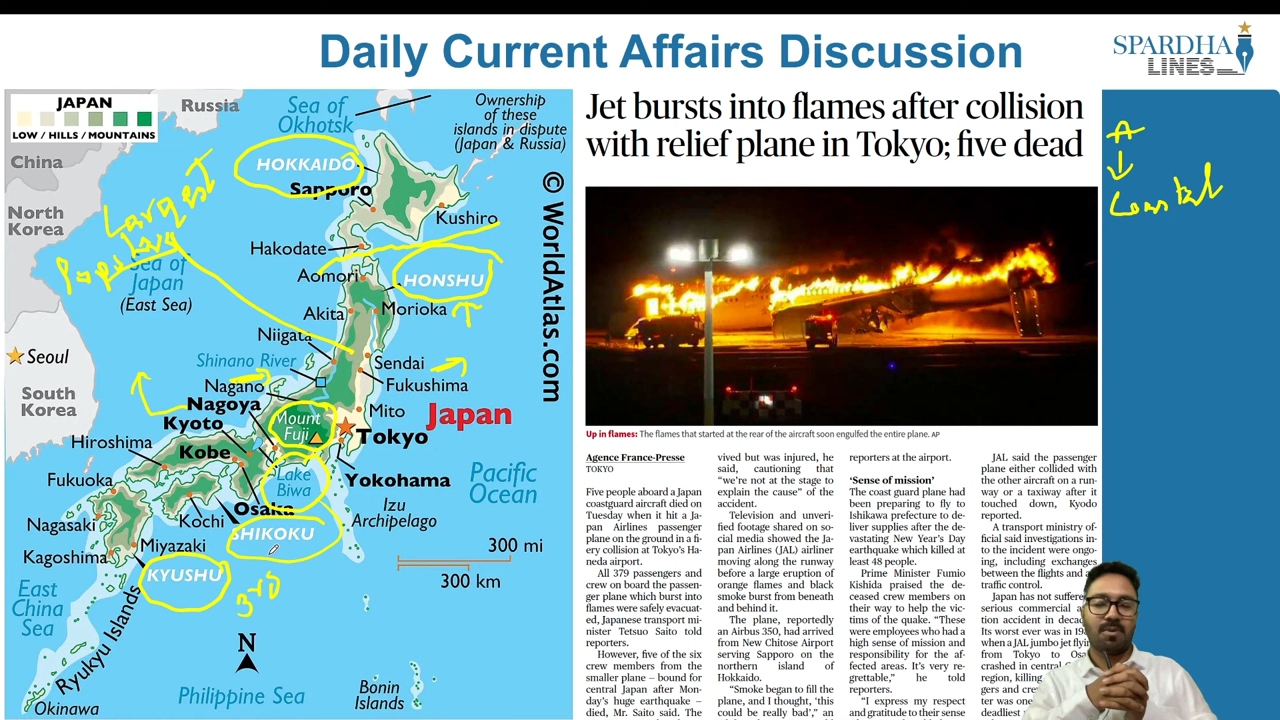 Daily Current Affairs Discussion
SPARDHA
LINES
JAPAN
LOW / HILLS / MOUNTAINS
Russia
China
North
Korea
Seoul
South
Korea
Sea of
Okhotsk
Ownership
of these
islands in dispute
(Japan & Russia)
HOKKAIDO
Sapporo
Kushiro
Hakodate
Aomori
HONSHU
Akita
Morioka
Niigata
Shinano River
Sendai
Nagano
Fukushima
Nagoya
Mito
Kyoto
Mount
Fuji
Japan
Tokyo
Hiroshima
Kobe
Lake
Biwa
Yokohama
Pacific
Ocean
Fukuoka
Osaka
Izu
Archipelago
Nagasaki
Kochi
SHIKOKU
Kagoshima
Miyazaki
KYUSHU
300 mi
300 km
East
China
Sea
Ryukyu Islands
N
Philippine Sea
Bonin
Islands
Okinawa
Sea of
Japan
(East Sea)
© WorldAtlas.com
Largest
3rd
Jet bursts into flames after collision
with relief plane in Tokyo; five dead
Up in flames: The flames that started at the rear of the aircraft soon engulfed the entire plane. AP
Agence France-Presse
TOKYO
Five people aboard a Japan
coastguard aircraft died on
Tuesday when it hit a Ja-
pan Airlines passenger
plane on the ground in a fi-
ery collision at Tokyo's Ha-
neda airport.
All 379 passengers and
crew on board the passen-
ger plane which burst into
flames were safely evacuat-
ed, Japanese transport mi-
nister Tetsuo Saito told
reporters.
However, five of the six
crew members from the
smaller plane – bound for
central Japan after Mon-
day's huge earthquake –
died, Mr. Saito said. The
vived but was injured, he
said, cautioning that
"we're not at the stage to
explain the cause" of the
accident.
Television and unveri-
fied footage shared on so-
cial media showed the Ja-
pan Airlines (JAL) airliner
moving along the runway
before a large eruption of
orange flames and black
smoke burst from beneath
and behind it.
The plane, reportedly
an Airbus 350, had arrived
from New Chitose Airport
serving Sapporo on the
northern island of
Hokkaido.
"Smoke began to fill the
plane, and I thought, 'this
could be really bad'," an
reporters at the airport.
'Sense of mission'
The coast guard plane had
been preparing to fly to
Ishikawa prefecture to de-
liver supplies after the de-
vastating New Year's Day
earthquake which killed at
least 48 people.
Prime Minister Fumio
Kishida praised the de-
ceased crew members on
their way to help the vic-
tims of the quake. "These
were employees who had a
high sense of mission and
responsibility for the af-
fected areas. It's very re-
grettable," he told
reporters.
"I express my respect
and gratitude to their sense
JAL said the passenger
plane either collided with
the other aircraft on a run-
way or a taxiway after it
touched down, Kyodo
reported.
A transport ministry of-
ficial said investigations in-
to the incident were ongo-
ing, including exchanges
between the flights and
traffic control.
Japan has not suffere
serious commercial
tion accident in decad
Its worst ever was in 19
when a JAL jumbo jet flyi
from Tokyo to Osa
crashed in central
region, killing
gers and cre
ter was one
deadliest
A
Coastal